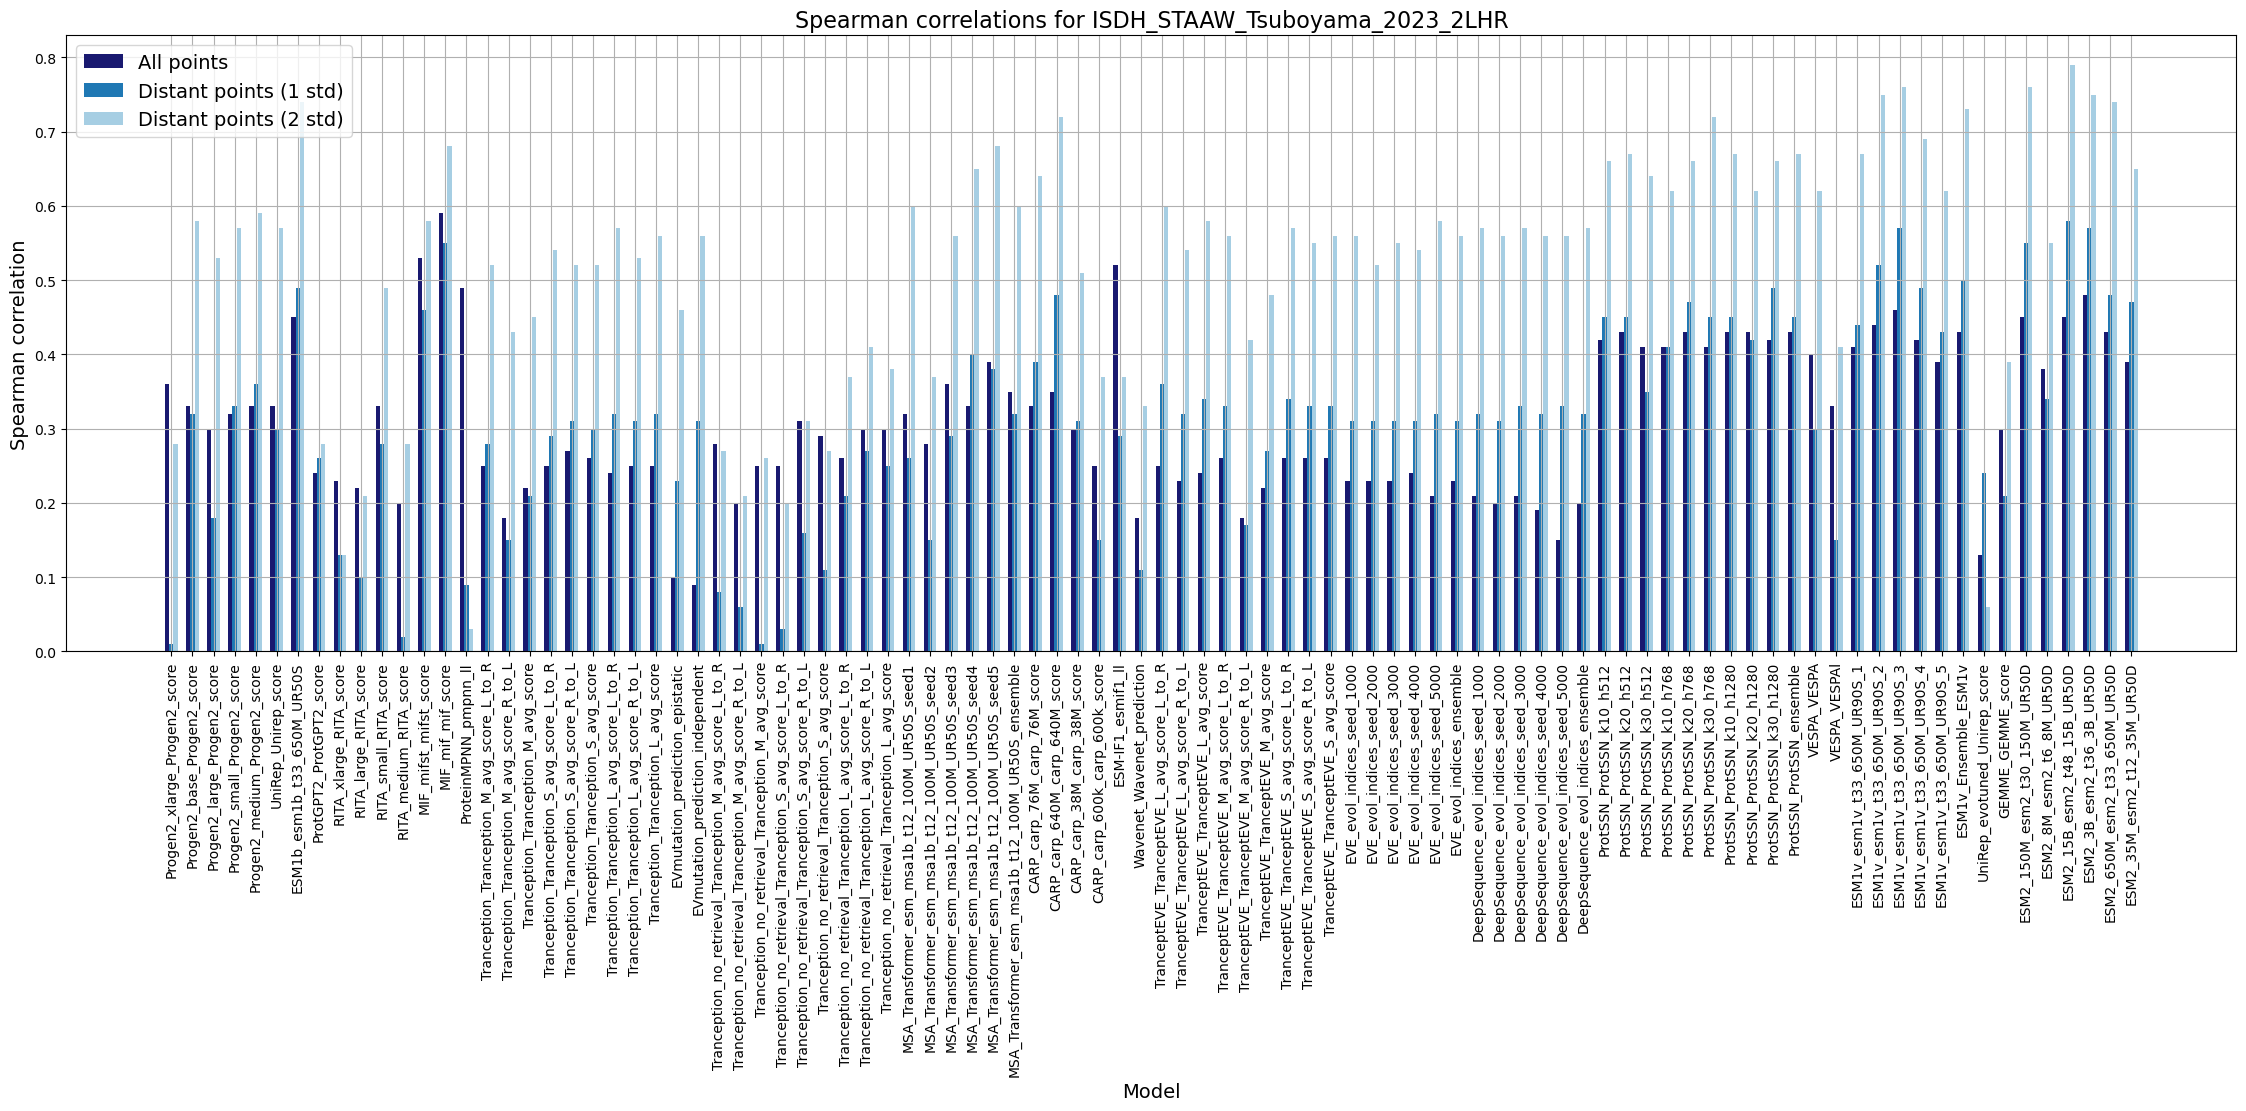 Spearman correlations for ISDH_STAAW_Tsuboyama_2023_2LHR
All points
Distant points (1 std)
Distant points (2 std)
0.8
0.7
0.6
0.5
0.4
0.3
0.2
0.1
0.0
Spearman correlation
Progen2_xlarge_Progen2_score
Progen2_base_Progen2_score
Progen2_large_Progen2_score
Progen2_small_Progen2_score
Progen2_medium_Progen2_score
UniRep_Unirep_score
ESM1b_esm1b_t33_650M_UR50S
ProtGPT2_ProtGPT2_score
RITA_xlarge_RITA_score
RITA_large_RITA_score
RITA_small_RITA_score
RITA_medium_RITA_score
MIF_mifst_mifst_score
MIF_mif_mif_score
ProteinMPNN_pmpnn_ll
Tranception_Tranception_M_avg_score_L_to_R
Tranception_Tranception_M_avg_score_R_to_L
Tranception_Tranception_M_avg_score
Tranception_Tranception_S_avg_score_L_to_R
Tranception_Tranception_S_avg_score_R_to_L
Tranception_Tranception_S_avg_score
Tranception_Tranception_L_avg_score_L_to_R
Tranception_Tranception_L_avg_score_R_to_L
Tranception_Tranception_L_avg_score
EVmutation_prediction_epistatic
EVmutation_prediction_independent
Tranception_no_retrieval_Tranception_M_avg_score_L_to_R
Tranception_no_retrieval_Tranception_M_avg_score_R_to_L
Tranception_no_retrieval_Tranception_M_avg_score
Tranception_no_retrieval_Tranception_S_avg_score_L_to_R
Tranception_no_retrieval_Tranception_S_avg_score_R_to_L
Tranception_no_retrieval_Tranception_S_avg_score
Tranception_no_retrieval_Tranception_L_avg_score_L_to_R
Tranception_no_retrieval_Tranception_L_avg_score_R_to_L
Tranception_no_retrieval_Tranception_L_avg_score
MSA_Transformer_esm_msa1b_t12_100M_UR50S_seed1
MSA_Transformer_esm_msa1b_t12_100M_UR50S_seed2
MSA_Transformer_esm_msa1b_t12_100M_UR50S_seed3
MSA_Transformer_esm_msa1b_t12_100M_UR50S_seed4
MSA_Transformer_esm_msa1b_t12_100M_UR50S_seed5
MSA_Transformer_esm_msa1b_t12_100M_UR50S_ensemble
CARP_carp_76M_carp_76M_score
CARP_carp_640M_carp_640M_score
CARP_carp_38M_carp_38M_score
CARP_carp_600k_carp_600k_score
ESM-IF1_esmif1_ll
Wavenet_Wavenet_prediction
TranceptEVE_TranceptEVE_L_avg_score_L_to_R
TranceptEVE_TranceptEVE_L_avg_score_R_to_L
TranceptEVE_TranceptEVE_L_avg_score
TranceptEVE_TranceptEVE_M_avg_score_L_to_R
TranceptEVE_TranceptEVE_M_avg_score_R_to_L
TranceptEVE_TranceptEVE_M_avg_score
TranceptEVE_TranceptEVE_S_avg_score_L_to_R
TranceptEVE_TranceptEVE_S_avg_score_R_to_L
TranceptEVE_TranceptEVE_S_avg_score
EVE_evol_indices_seed_1000
EVE_evol_indices_seed_2000
EVE_evol_indices_seed_3000
EVE_evol_indices_seed_4000
EVE_evol_indices_seed_5000
EVE_evol_indices_ensemble
DeepSequence_evol_indices_seed_1000
DeepSequence_evol_indices_seed_2000
DeepSequence_evol_indices_seed_3000
DeepSequence_evol_indices_seed_4000
DeepSequence_evol_indices_seed_5000
DeepSequence_evol_indices_ensemble
ProtSSN_ProtSSN_k10_h512
ProtSSN_ProtSSN_k20_h512
ProtSSN_ProtSSN_k30_h512
ProtSSN_ProtSSN_k10_h768
ProtSSN_ProtSSN_k20_h768
ProtSSN_ProtSSN_k30_h768
ProtSSN_ProtSSN_k10_h1280
ProtSSN_ProtSSN_k20_h1280
ProtSSN_ProtSSN_k30_h1280
ProtSSN_ProtSSN_ensemble
VESPA_VESPA
VESPA_VESPAl
ESM1v_esm1v_t33_650M_UR90S_1
ESM1v_esm1v_t33_650M_UR90S_2
ESM1v_esm1v_t33_650M_UR90S_3
ESM1v_esm1v_t33_650M_UR90S_4
ESM1v_esm1v_t33_650M_UR90S_5
ESM1v_Ensemble_ESM1v
UniRep_evotuned_Unirep_score
GEMME_GEMME_score
ESM2_150M_esm2_t30_150M_UR50D
ESM2_8M_esm2_t6_8M_UR50D
ESM2_15B_esm2_t48_15B_UR50D
ESM2_3B_esm2_t36_3B_UR50D
ESM2_650M_esm2_t33_650M_UR50D
ESM2_35M_esm2_t12_35M_UR50D
Model